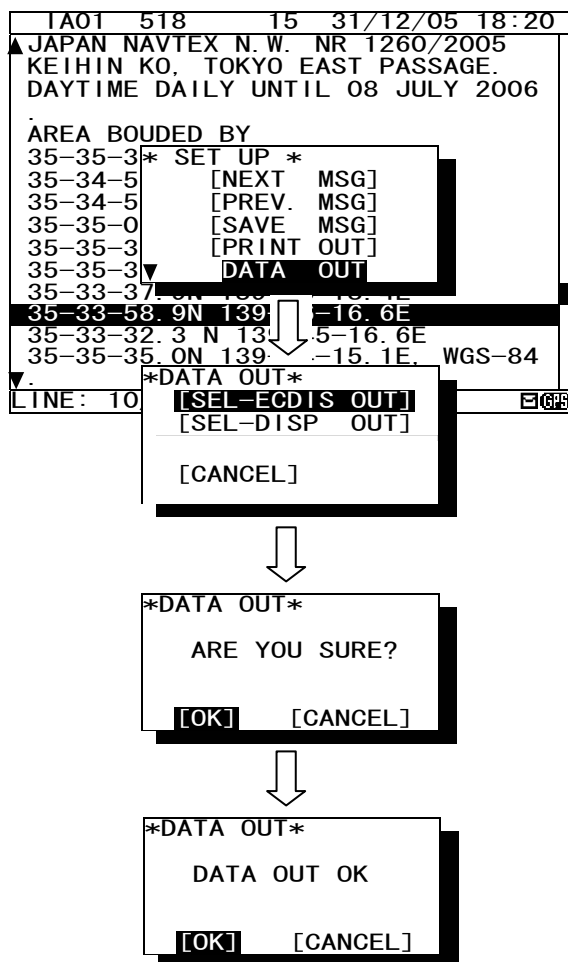 IA01 518 15 31/12/05 18:20
JAPAN NAVTEX N.W. NR 1260/2005
KEIHIN KO, TOKYO EAST PASSAGE.
DAYTIME DAILY UNTIL 08 JULY 2006
.
AREA BOUDED BY
35-35-3
35-34-5
35-34-5
35-35-0
35-35-3
35-35-3
* SET UP *
[NEXT MSG]
[PREV. MSG]
[SAVE MSG]
[PRINT OUT]
DATA OUT
35-33-37.
35-33-58.9N 139- -16.6E
35-33-32.3 N 13 5-16.6E
35-35-35.0N 139- -15.1E, WGS-84
.
LINE: 10
GPS
*DATA OUT*
[SEL-ECDIS OUT]
[SEL-DISP OUT]
[CANCEL]
*DATA OUT*
ARE YOU SURE?
[OK] [CANCEL]
*DATA OUT*
DATA OUT OK
[OK] [CANCEL]